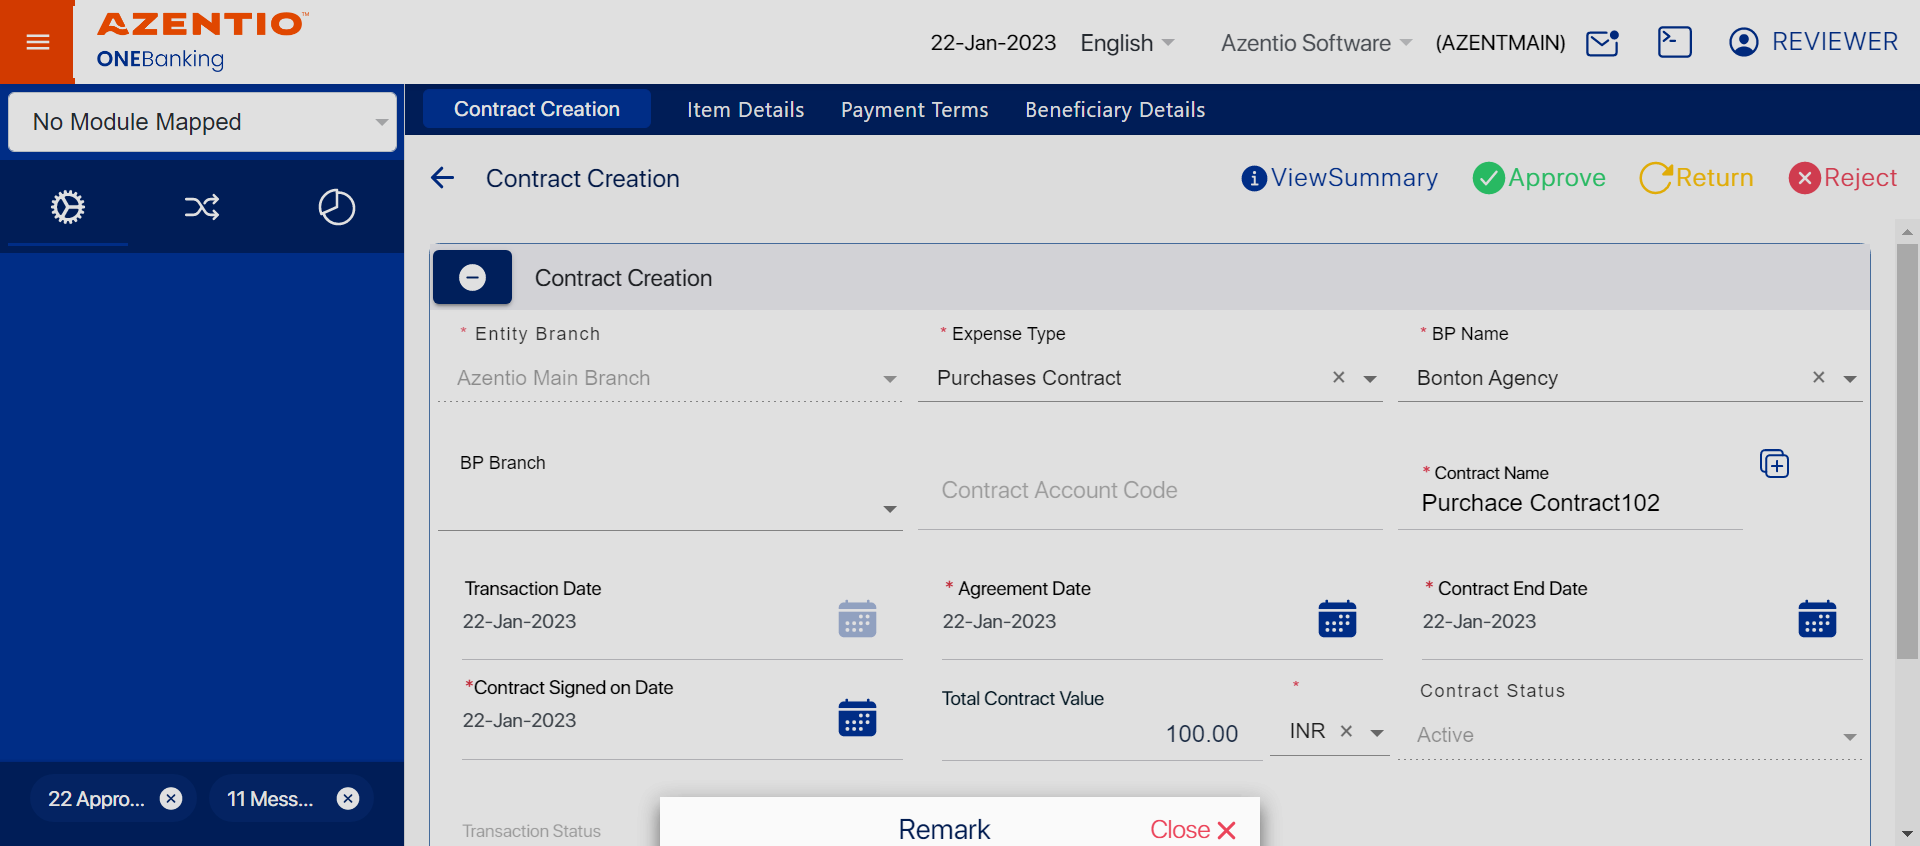 AZENTIO™
ONEBanking
22-Jan-2023
English
Azentio Software
(AZENTMAIN)
REVIEWER
No Module Mapped
Contract Creation
Item Details
Payment Terms
Beneficiary Details
Contract Creation
ViewSummary
Approve
Return
Reject
Contract Creation
* Entity Branch
Azentio Main Branch
* Expense Type
Purchases Contract
* BP Name
Bonton Agency
BP Branch
Contract Account Code
* Contract Name
Purchace Contract102
Transaction Date
22-Jan-2023
* Agreement Date
22-Jan-2023
* Contract End Date
22-Jan-2023
*Contract Signed on Date
22-Jan-2023
Total Contract Value
100.00
*
INR
Contract Status
Active
22 Appro...
11 Mess...
Transaction Status
Remark
Close